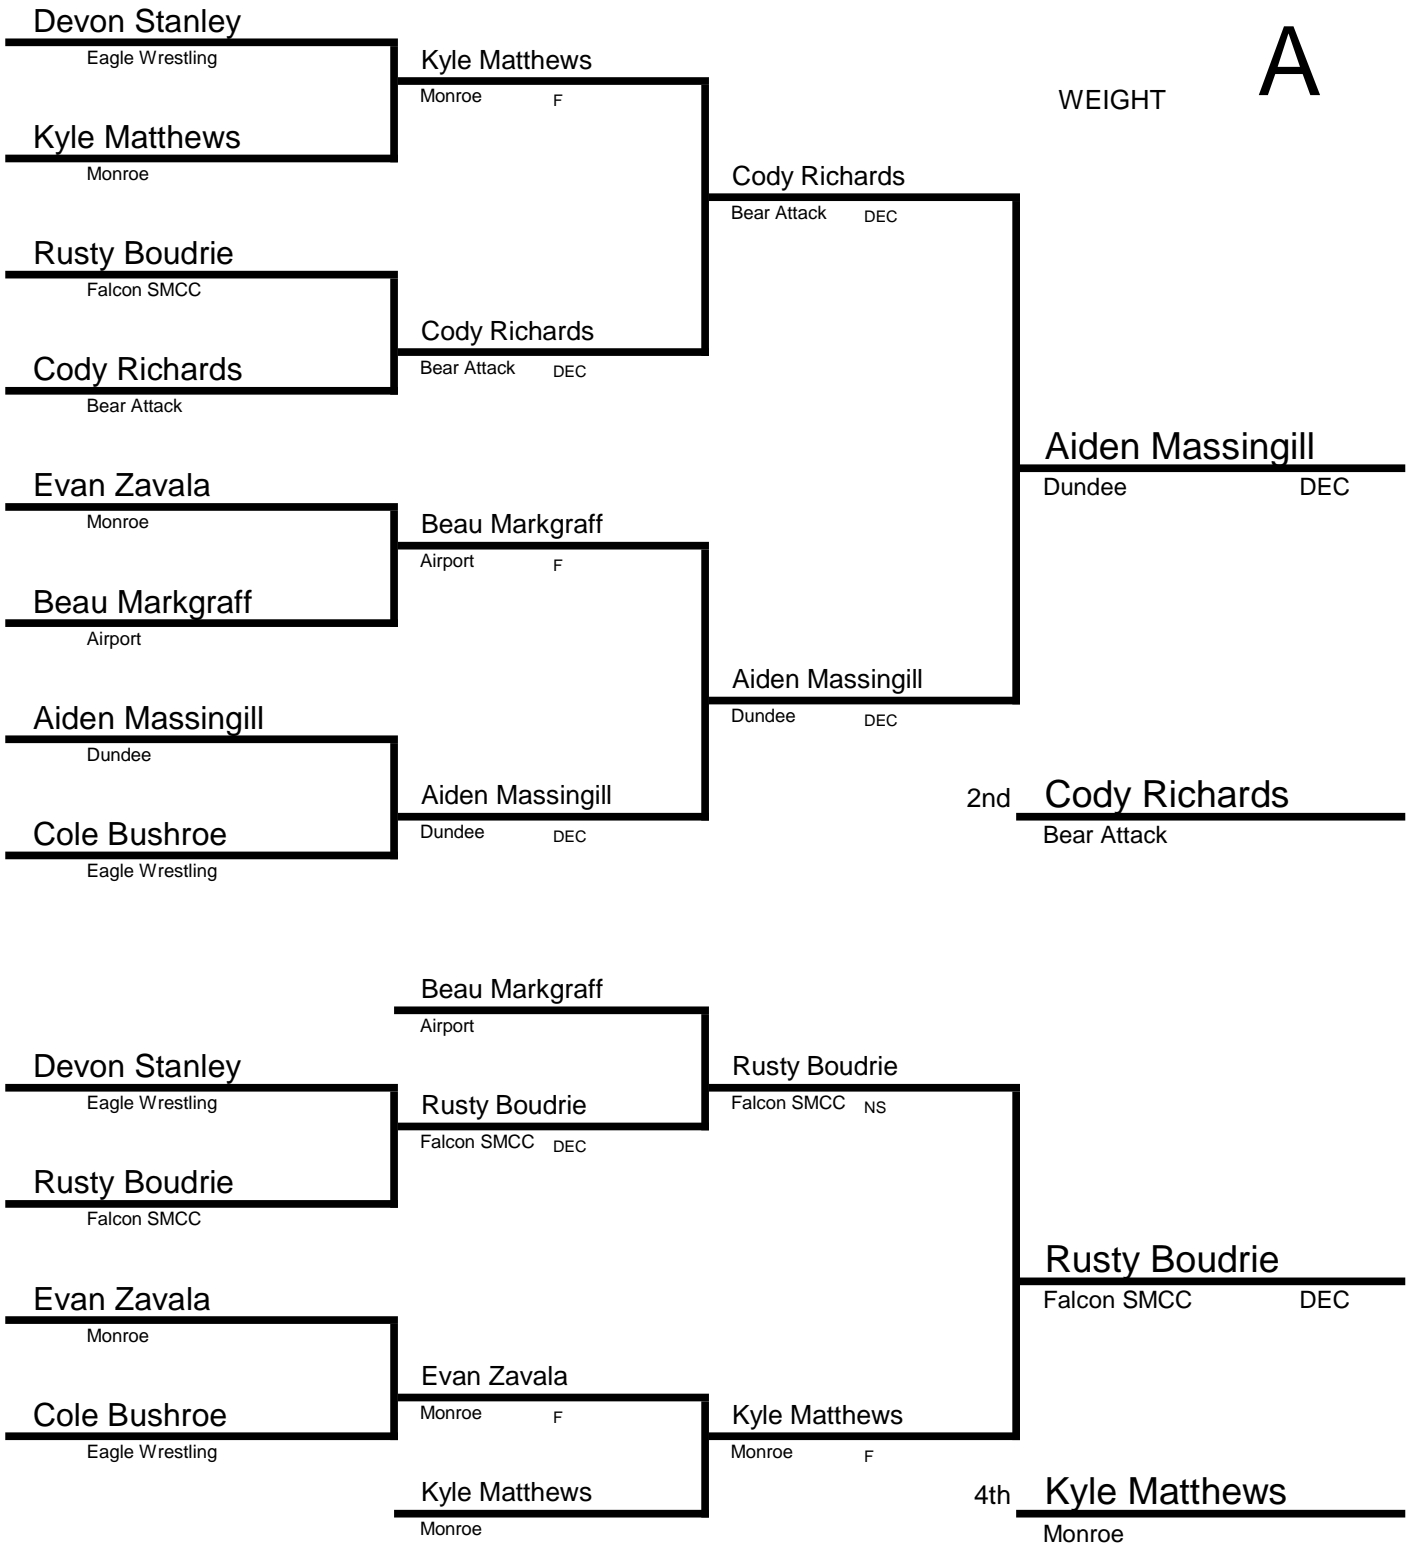 Devon Stanley
Eagle Wrestling
Kyle Matthews
Monroe F
A
WEIGHT
Kyle Matthews
Monroe
Cody Richards
Bear Attack DEC
Rusty Boudrie
Falcon SMCC
Cody Richards
Bear Attack DEC
Cody Richards
Bear Attack
Aiden Massingill
Dundee DEC
Evan Zavala
Monroe
Beau Markgraff
Airport F
Beau Markgraff
Airport
Aiden Massingill
Dundee DEC
Aiden Massingill
Dundee
Aiden Massingill
Dundee DEC
2nd Cody Richards
Bear Attack
Cole Bushroe
Eagle Wrestling
Beau Markgraff
Airport
Devon Stanley
Eagle Wrestling
Rusty Boudrie
Falcon SMCC NS
Rusty Boudrie
Falcon SMCC DEC
Rusty Boudrie
Falcon SMCC
Rusty Boudrie
Falcon SMCC DEC
Evan Zavala
Monroe
Evan Zavala
Monroe F
Cole Bushroe
Eagle Wrestling
Kyle Matthews
Monroe F
Kyle Matthews
Monroe
4th Kyle Matthews
Monroe